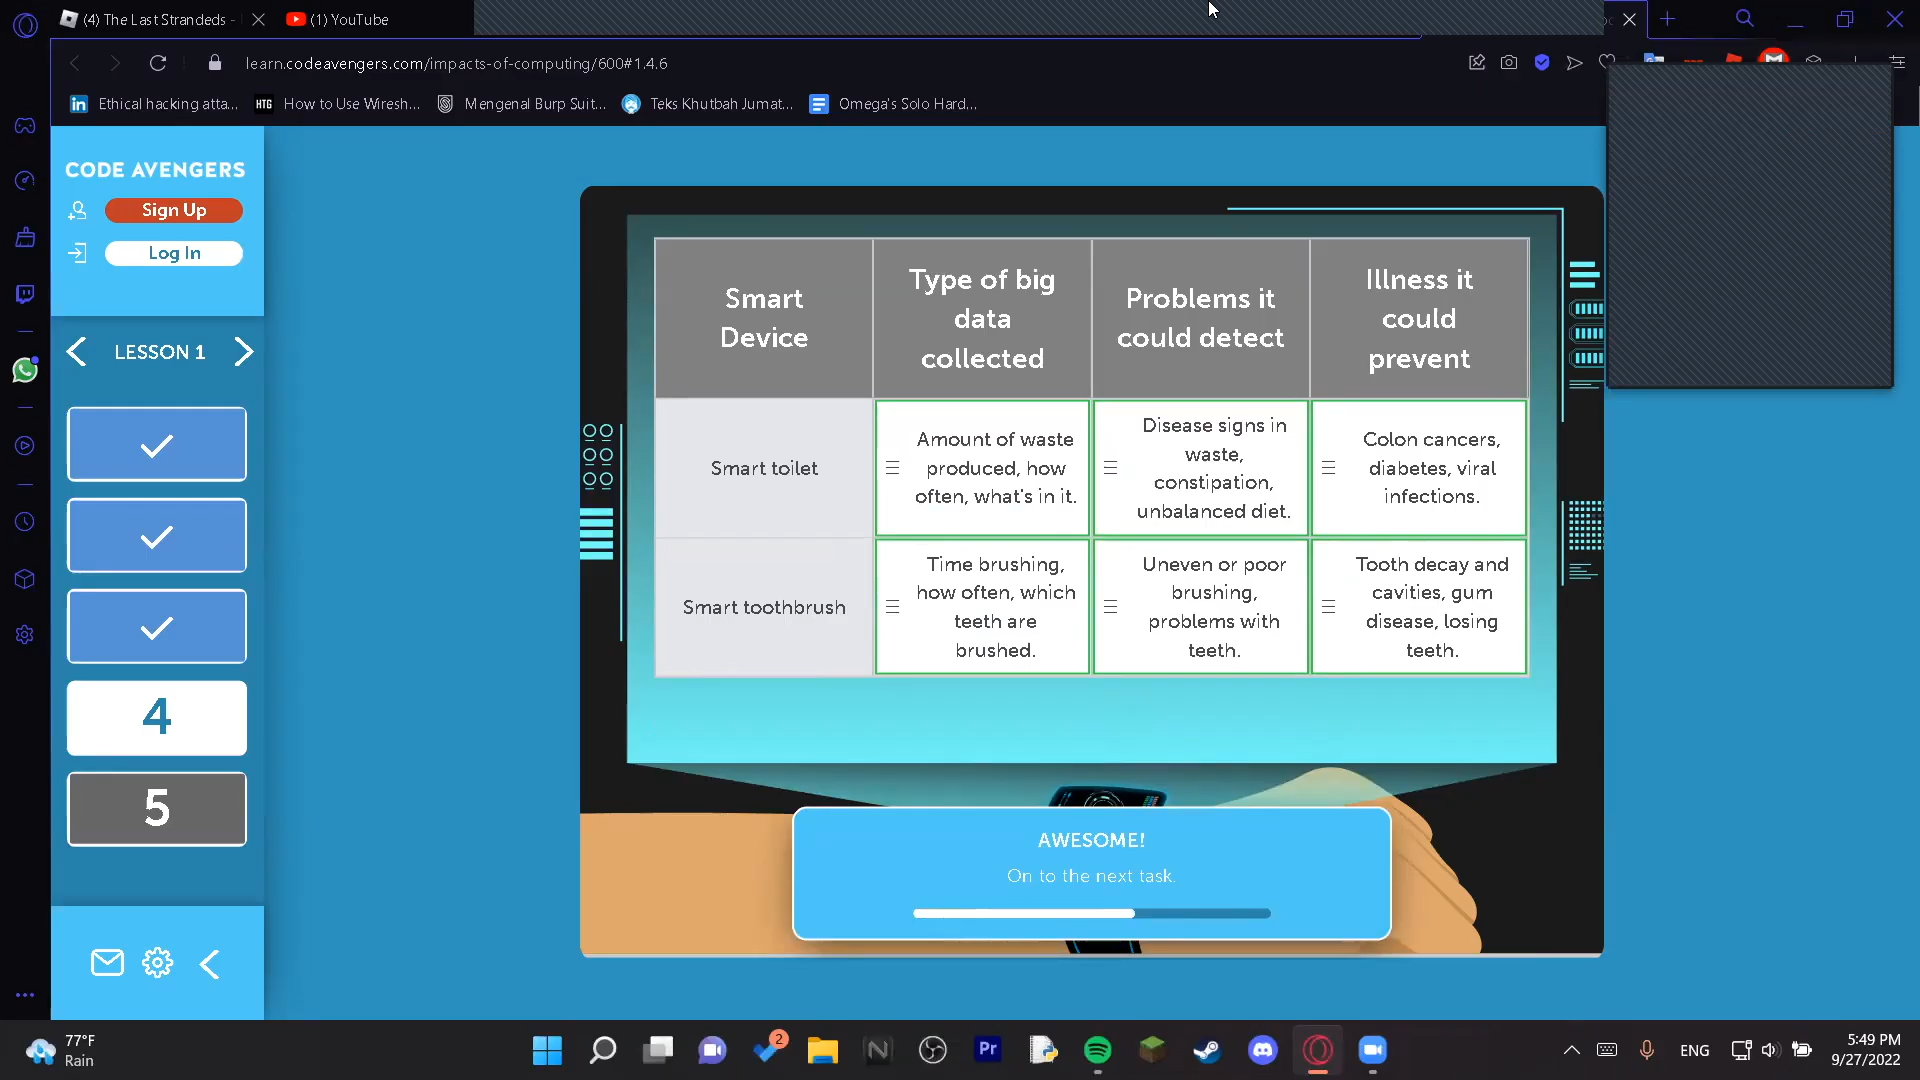 (4) The Last Strandeds -
(1) YouTube
learn.codeavengers.com/impacts-of-computing/600#1.4.6
Ethical hacking atta...
HTG How to Use Wiresh...
Mengenal Burp Suit...
Teks Khutbah Jumat...
Omega's Solo Hard...
CODE AVENGERS
Sign Up
Log In
LESSON 1
4
5
Smart
Device
Type of big
data
collected
Problems it
could detect
Illness it
could
prevent
Smart toilet
Amount of waste
produced, how
often, what's in it.
Disease signs in
waste,
constipation,
unbalanced diet.
Colon cancers,
diabetes, viral
infections.
Smart toothbrush
Time brushing,
how often, which
teeth are
brushed.
Uneven or poor
brushing,
problems with
teeth.
Tooth decay and
cavities, gum
disease, losing
teeth.
AWESOME!
On to the next task.
77°F
Rain
2
Pr
ENG
5:49 PM
9/27/2022